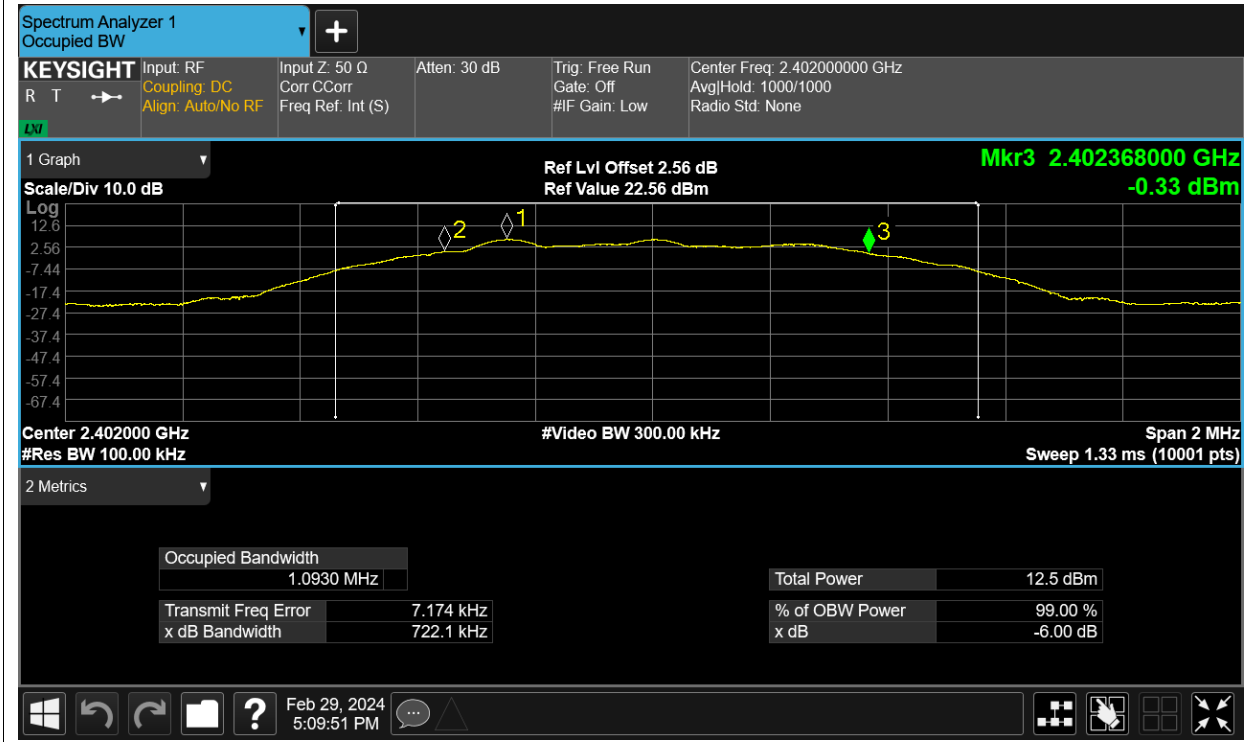 Spectrum Analyzer 1
Occupied BW
KEYSIGHT
R T
LXI
Input: RF
Coupling: DC
Align: Auto/No RF
Input Z: 50 Ω
Corr CCorr
Freq Ref: Int (S)
Atten: 30 dB
Trig: Free Run
Gate: Off
#IF Gain: Low
Center Freq: 2.402000000 GHz
Avg|Hold: 1000/1000
Radio Std: None
1 Graph
Scale/Div 10.0 dB
Ref Lvl Offset 2.56 dB
Ref Value 22.56 dBm
Mkr3 2.402368000 GHz
-0.33 dBm
Log
12.6
2.56
-7.44
-17.4
-27.4
-37.4
-47.4
-57.4
-67.4
2
1
3
Center 2.402000 GHz
#Res BW 100.00 kHz
#Video BW 300.00 kHz
Span 2 MHz
Sweep 1.33 ms (10001 pts)
2 Metrics
Occupied Bandwidth
1.0930 MHz
Transmit Freq Error 7.174 kHz
x dB Bandwidth 722.1 kHz
Total Power 12.5 dBm
% of OBW Power 99.00 %
x dB -6.00 dB
?
Feb 29, 2024
5:09:51 PM